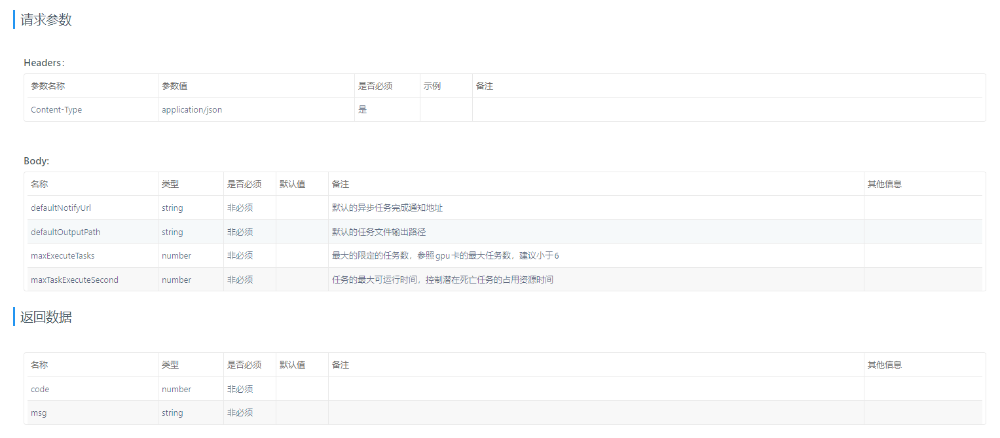 请求参数
Headers:
参数名称 参数值 是否必须 示例 备注
Content-Type application/json 是
Body:
名称 类型 是否必须 默认值 备注 其他信息
defaultNotifyUrl string 非必须 默认的异步任务完成通知地址
defaultOutputPath string 非必须 默认的任务文件输出路径
maxExecuteTasks number 非必须 最大的限定的任务数，参照gpu卡的最大任务数，建议小于6
maxTaskExecuteSecond number 非必须 任务的最大可运行时间，控制潜在死亡任务的占用资源时间
返回数据
名称 类型 是否必须 默认值 备注 其他信息
code number 非必须
msg string 非必须